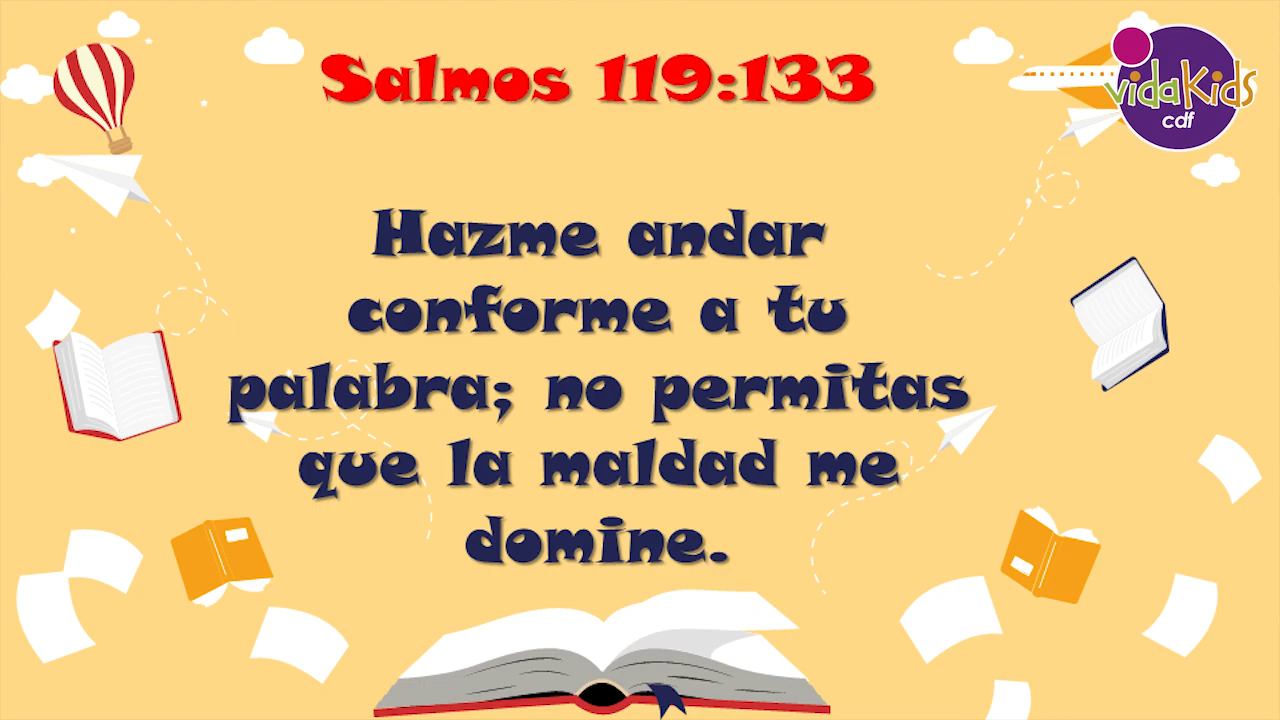 Salmos 119:133
vidakids
cdf
Hazme andar
conforme a tu
palabra; no permitas
que la maldad me
domine.